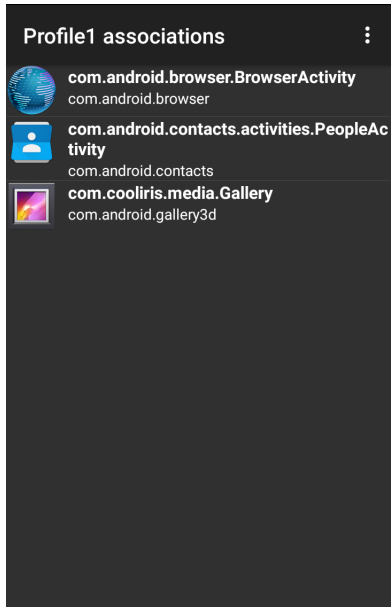 Profile1 associations
com.android.browser.BrowserActivity
com.android.browser
com.android.contacts.activities.PeopleAc
tivity
com.android.contacts
com.cooliris.media.Gallery
com.android.gallery3d